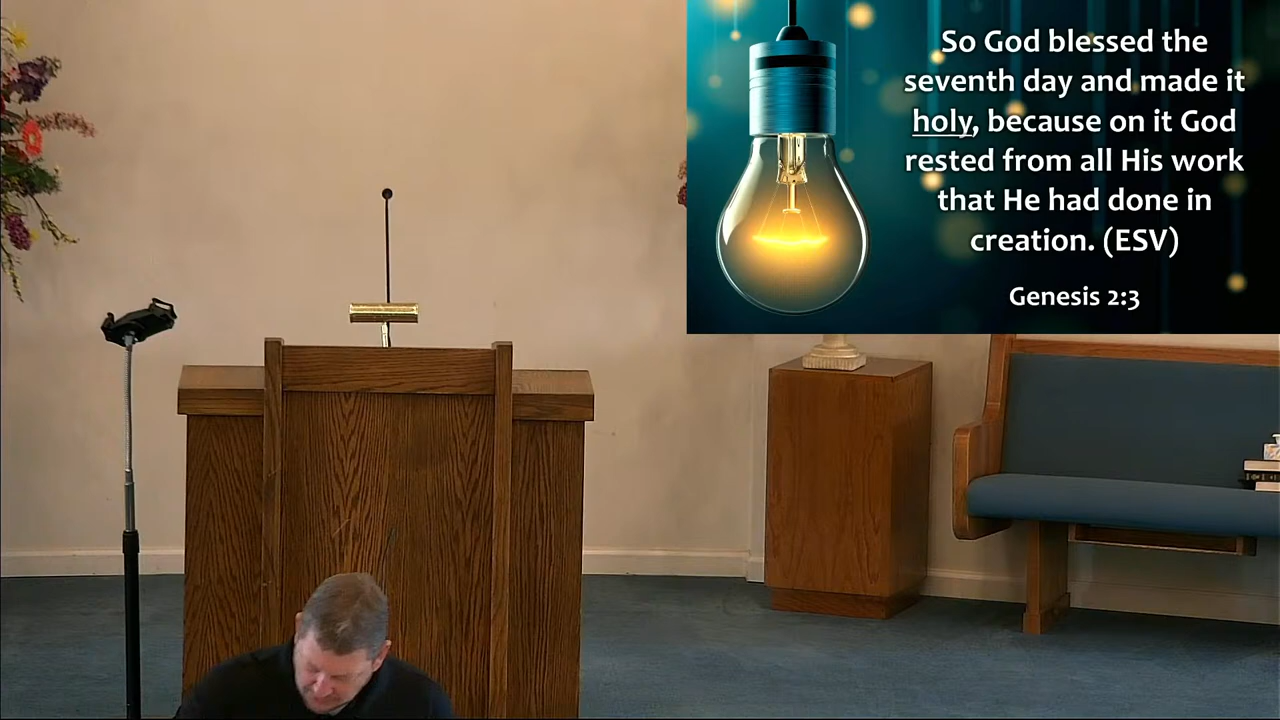 So God blessed the
seventh day and made it
holy, because on it God
rested from all His work
that He had done in
creation. (ESV)
Genesis 2:3